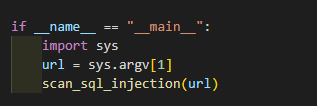 if __name__ == "__main__":
    import sys
    url = sys.argv[1]
    scan_sql_injection(url)